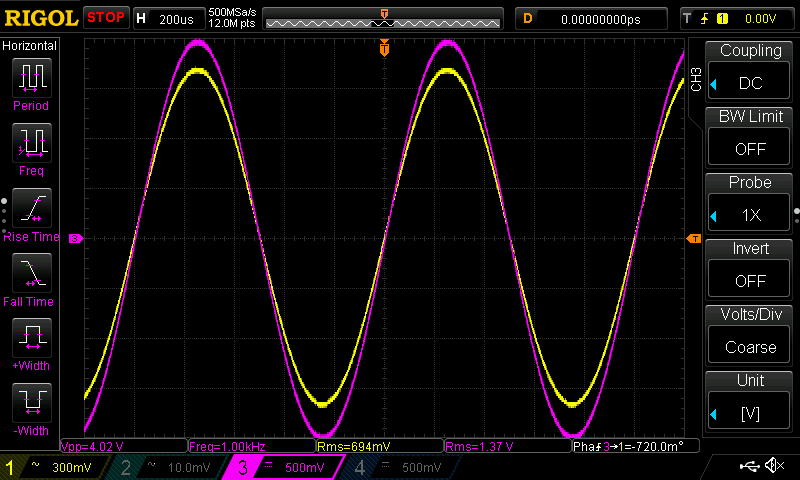 RIGOL STOP H 200us 500MSa/s 12.0M pts T D 0.00000000ps T 1 0.00V
Horizontal
Period
Freq
Rise Time
Fall Time
+Width
-Width
T
3
T
CH3
Coupling
DC
BW Limit
OFF
Probe
1X
Invert
OFF
Volts/Div
Coarse
Unit
[V]
Vpp=4.02 V Freq=1.00kHz Rms=694mV Rms=1.37 V Pha3→1=-720.0m°
1 ~ 300mV 2 ~ 10.0mV 3 500mV 4 500mV